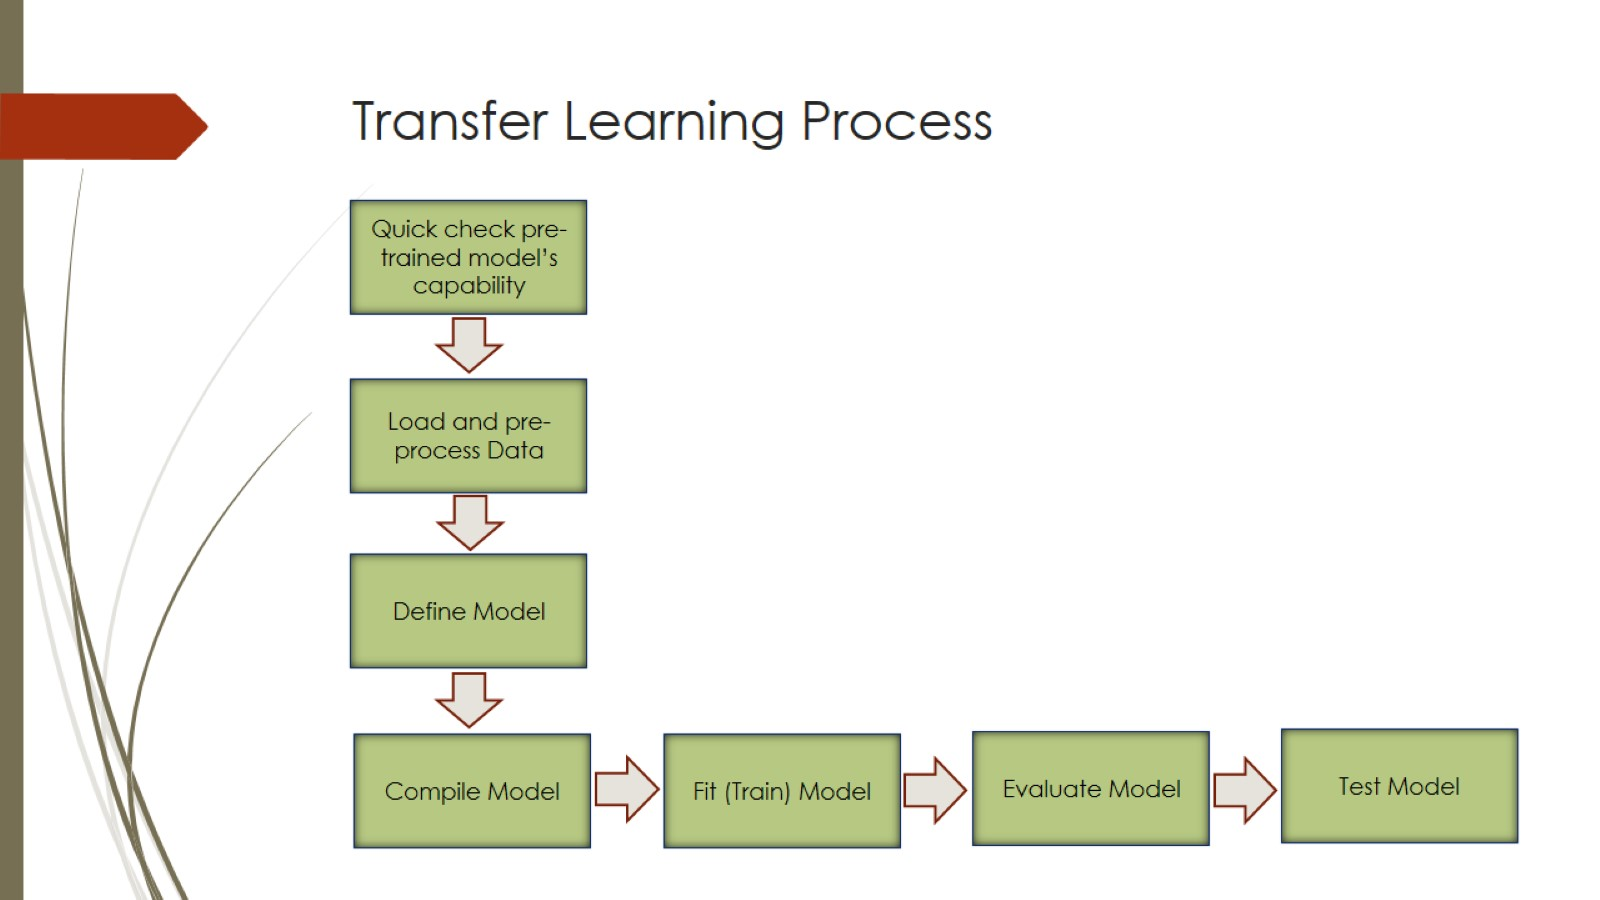 Transfer Learning Process
Quick check pre-
trained model's
capability
Load and pre-
process Data
Define Model
Compile Model
Fit (Train) Model
Evaluate Model
Test Model